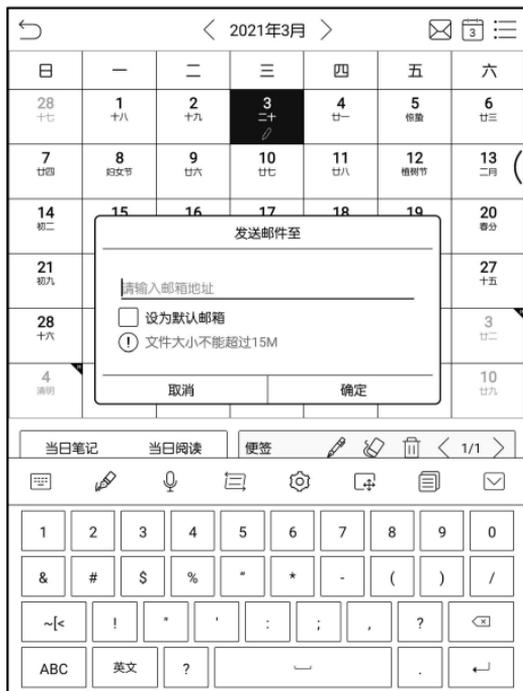 2021年3月
3
日 一 二 三 四 五 六
28 1 2 3 4 5 6
十七 十八 十九 二十 廿一 惊蛰 廿三
7 8 9 10 11 12 13
廿四 妇女节 廿六 廿七 廿八 植树节 二月
14 15 16 17 18 19 20
初二 春分
发送邮件至
21 27
初九 十五
请输入邮箱地址
设为默认邮箱
28 3
十六 廿二
文件大小不能超过15M
4 10
清明 廿九
取消 确定
当日笔记 当日阅读 便签 1/1
1 2 3 4 5 6 7 8 9 0
& # $ % " * - ( ) /
~[< ! " ' : ; , ?
ABC 英文 ? .